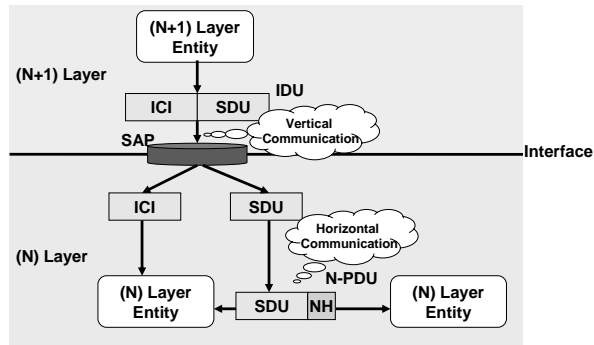 (N+1) Layer
Entity
(N+1) Layer
IDU
ICI
SDU
Vertical
Communication
SAP
Interface
ICI
SDU
Horizontal
Communication
(N) Layer
N-PDU
(N) Layer
Entity
SDU
NH
(N) Layer
Entity